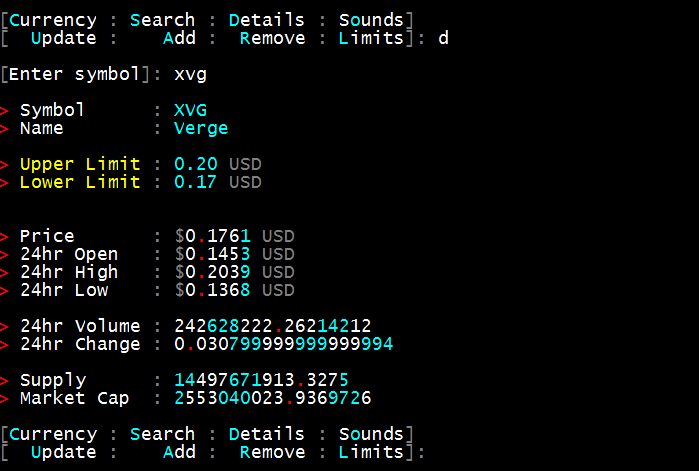 [Currency : Search : Details : Sounds]
[  Update :    Add :  Remove : Limits]: d
[Enter symbol]: xvg
> Symbol       : XVG
> Name         : Verge
> Upper Limit : 0.20 USD
> Lower Limit : 0.17 USD
> Price        : $0.1761 USD
> 24hr Open    : $0.1453 USD
> 24hr High    : $0.2039 USD
> 24hr Low     : $0.1368 USD
> 24hr Volume : 242628222.26214212
> 24hr Change : 0.030799999999999994
> Supply       : 14497671913.3275
> Market Cap  : 2553040023.9369726
[Currency : Search : Details : Sounds]
[  Update :    Add :  Remove : Limits]: